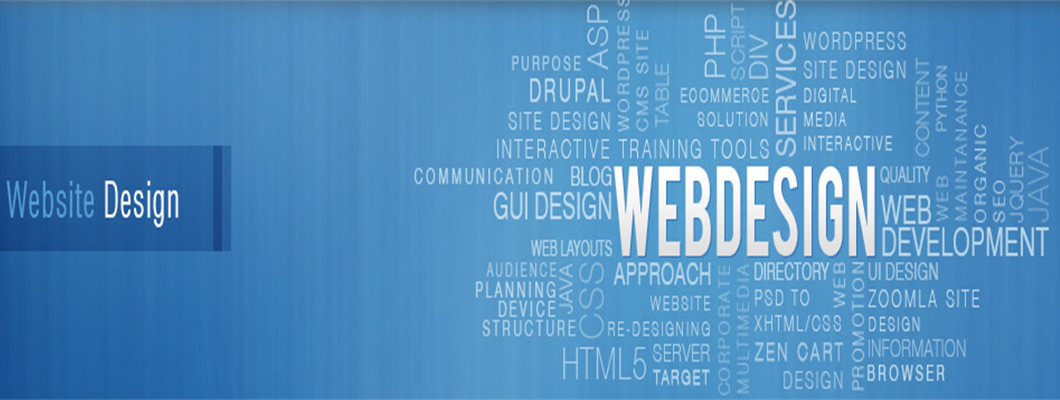 Website Design
PURPOSE
DRUPAL
SITE DESIGN
INTERACTIVE TRAINING TOOLS
COMMUNICATION BLOG
GUI DESIGN
WEB LAYOUTS
AUDIENCE
PLANNING
DEVICE
STRUCTURE
JAVA
CSS
HTML5
ASP
WORDPRESS
CMS SITE
TABLE
PHP
SCRIPT
DIV
SERVICES
ECOMMERCE
SOLUTION
WORDPRESS
SITE DESIGN
DIGITAL
MEDIA
INTERACTIVE
CONTENT
PYTHON
WEB
MAINTANANCE
ORGANIC
SEO
JQUERY
JAVA
WEBDESIGN
QUALITY
WEB
DEVELOPMENT
APPROACH
WEBSITE
RE-DESIGNING
SERVER
TARGET
CORPORATE
MULTIMEDIA
DIRECTORY
PSD TO
XHTML/CSS
ZEN CART
DESIGN
WEB
PROMOTION
UI DESIGN
ZOOMLA SITE
DESIGN
INFORMATION
BROWSER